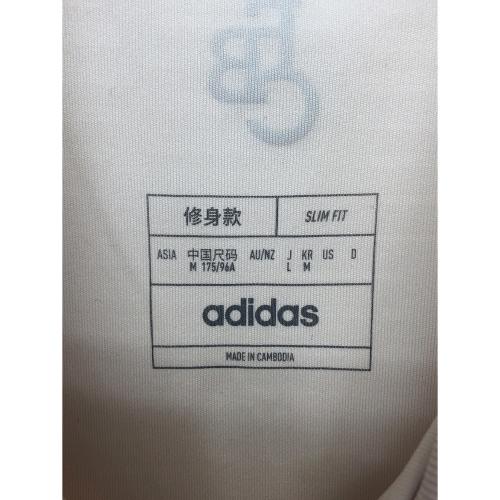 修身款 SLIM FIT
ASIA 中国尺码 AU/NZ J KR US D
M 175/96A L M
adidas
MADE IN CAMBODIA